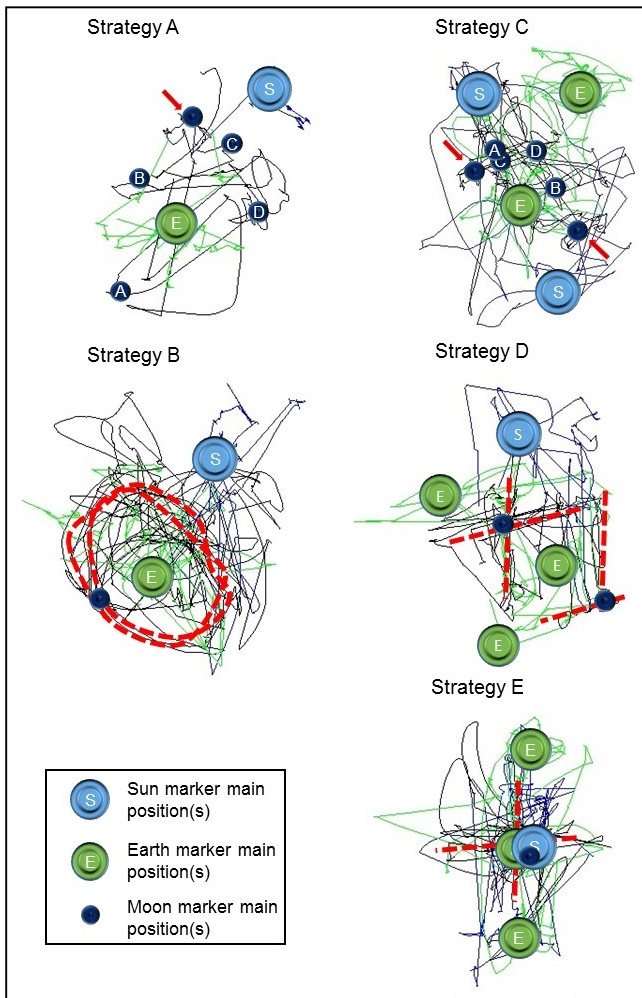 Strategy A
S
C
B
E
D
A
Strategy C
S
E
A
D
C
B
E
S
Strategy B
S
E
Strategy D
S
E
E
E
Strategy E
E
E
S
E
S
Sun marker main
position(s)
E
Earth marker main
position(s)
Moon marker main
position(s)